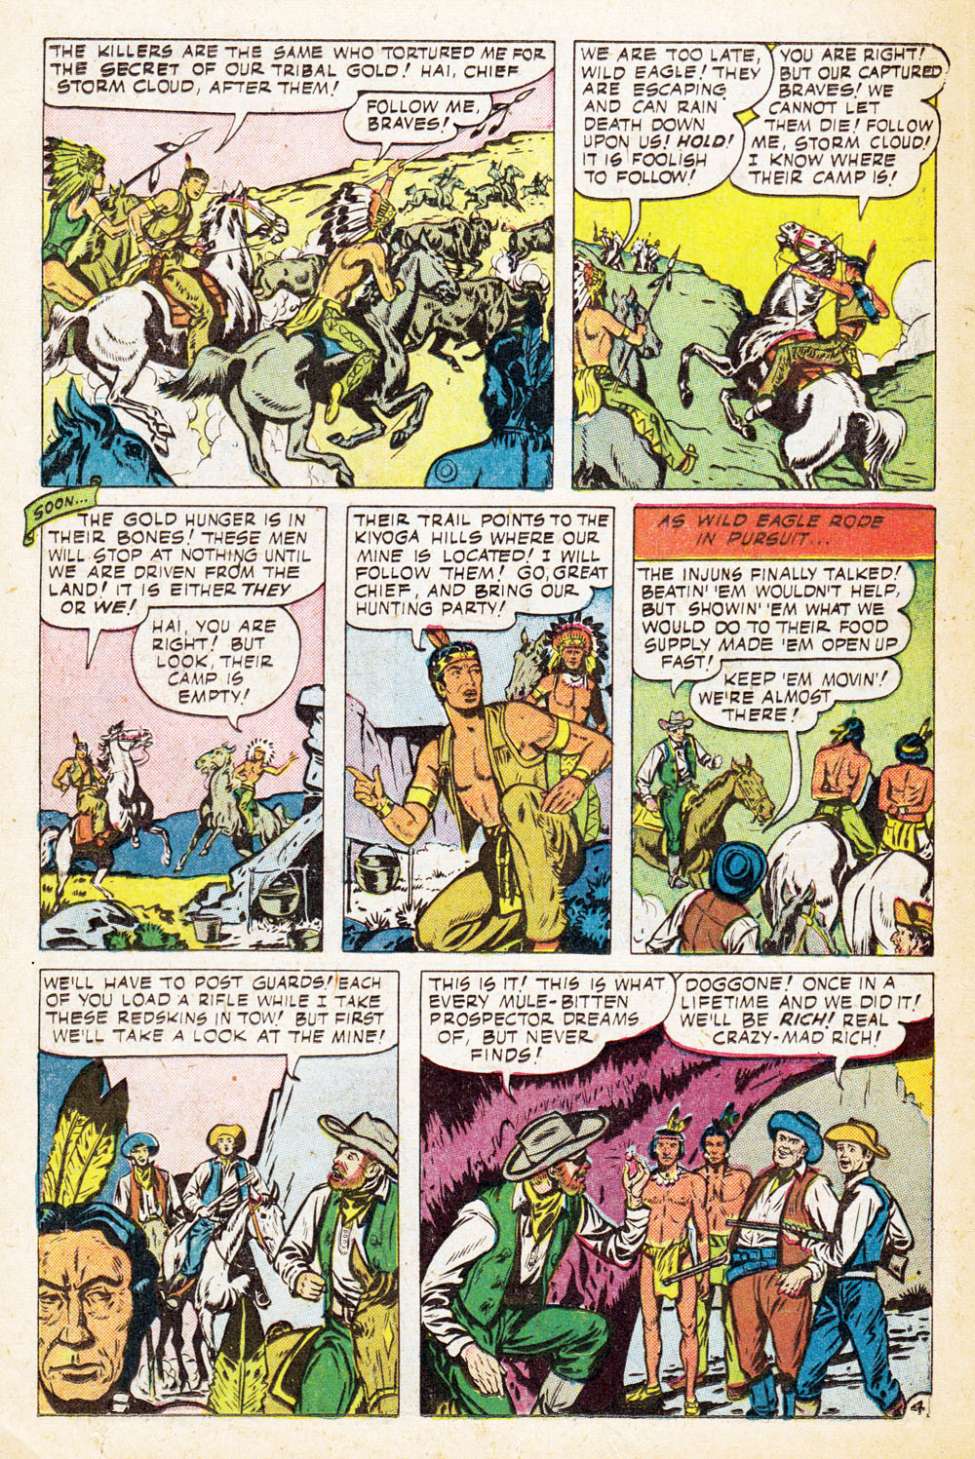 THE KILLERS ARE THE SAME WHO TORTURED ME FOR
THE SECRET OF OUR TRIBAL GOLD! HAI, CHIEF
STORM CLOUD, AFTER THEM!
FOLLOW ME,
BRAVES!
WE ARE TOO LATE,
WILD EAGLE! THEY
ARE ESCAPING
AND CAN RAIN
DEATH DOWN
UPON US! HOLD!
IT IS FOOLISH
TO FOLLOW!
YOU ARE RIGHT!
BUT OUR CAPTURED
BRAVES! WE
CANNOT LET
THEM DIE! FOLLOW
ME, STORM CLOUD!
I KNOW WHERE
THEIR CAMP IS!
SOON...
THE GOLD HUNGER IS IN
THEIR BONES! THESE MEN
WILL STOP AT NOTHING UNTIL
WE ARE DRIVEN FROM THE
LAND! IT IS EITHER THEY
OR WE!
HAI, YOU ARE
RIGHT! BUT
LOOK, THEIR
CAMP IS
EMPTY!
THEIR TRAIL POINTS TO THE
KIYOGA HILLS WHERE OUR
MINE IS LOCATED! I WILL
FOLLOW THEM! GO, GREAT
CHIEF, AND BRING OUR
HUNTING PARTY!
AS WILD EAGLE RODE
IN PURSUIT...
THE INJUNS FINALLY TALKED!
BEATIN' 'EM WOULDN'T HELP,
BUT SHOWIN' 'EM WHAT WE
WOULD DO TO THEIR FOOD
SUPPLY MADE 'EM OPEN UP
FAST!
KEEP 'EM MOVIN'!
WE'RE ALMOST
THERE!
WE'LL HAVE TO POST GUARDS! EACH
OF YOU LOAD A RIFLE WHILE I TAKE
THESE REDSKINS IN TOW! BUT FIRST
WE'LL TAKE A LOOK AT THE MINE!
THIS IS IT! THIS IS WHAT
EVERY MULE-BITTEN
PROSPECTOR DREAMS
OF, BUT NEVER
FINDS!
DOGGONE! ONCE IN A
LIFETIME AND WE DID IT!
WE'LL BE RICH! REAL
CRAZY-MAD RICH!
4